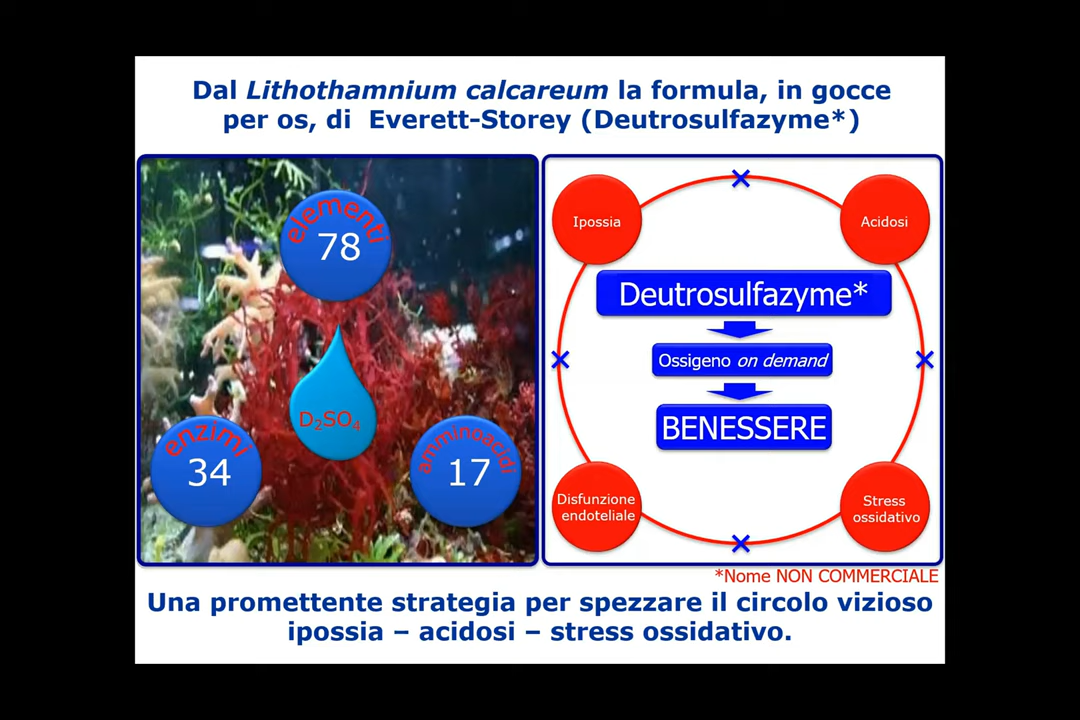 Dal Lithothamnium calcareum la formula, in gocce
per os, di Everett-Storey (Deutrosulfazyme*)
elementi
78
D₂SO₄
enzimi
34
amminoacidi
17
Ipossia
Acidosi
Deutrosulfazyme*
Ossigeno on demand
BENESSERE
Disfunzione
endoteliale
Stress
ossidativo
*Nome NON COMMERCIALE
Una promettente strategia per spezzare il circolo vizioso
ipossia – acidosi – stress ossidativo.